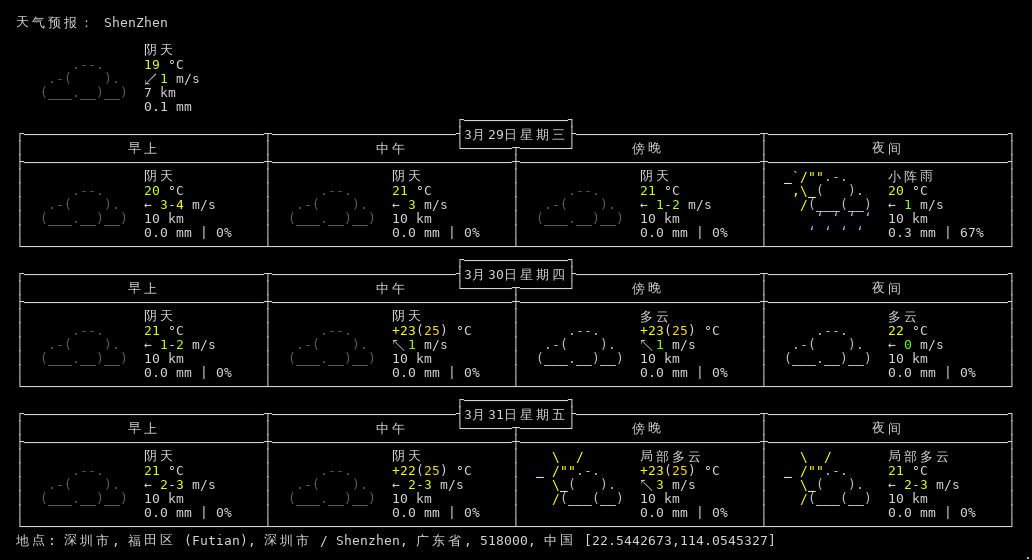 天气预报： ShenZhen
阴天
19 °C
↙ 1 m/s
7 km
0.1 mm
3月29日星期三
早上 中午 傍晚 夜间
阴天 阴天 阴天 小阵雨
20 °C 21 °C 21 °C 20 °C
← 3-4 m/s ← 3 m/s ← 1-2 m/s ← 1 m/s
10 km 10 km 10 km 10 km
0.0 mm | 0% 0.0 mm | 0% 0.0 mm | 0% 0.3 mm | 67%
3月30日星期四
早上 中午 傍晚 夜间
阴天 阴天 多云 多云
21 °C +23(25) °C +23(25) °C 22 °C
← 1-2 m/s ↖ 1 m/s ↖ 1 m/s ← 0 m/s
10 km 10 km 10 km 10 km
0.0 mm | 0% 0.0 mm | 0% 0.0 mm | 0% 0.0 mm | 0%
3月31日星期五
早上 中午 傍晚 夜间
阴天 阴天 局部多云 局部多云
21 °C +22(25) °C +23(25) °C 21 °C
← 2-3 m/s ← 2-3 m/s ↖ 3 m/s ← 2-3 m/s
10 km 10 km 10 km 10 km
0.0 mm | 0% 0.0 mm | 0% 0.0 mm | 0% 0.0 mm | 0%
地点: 深圳市, 福田区 (Futian), 深圳市 / Shenzhen, 广东省, 518000, 中国 [22.5442673,114.0545327]